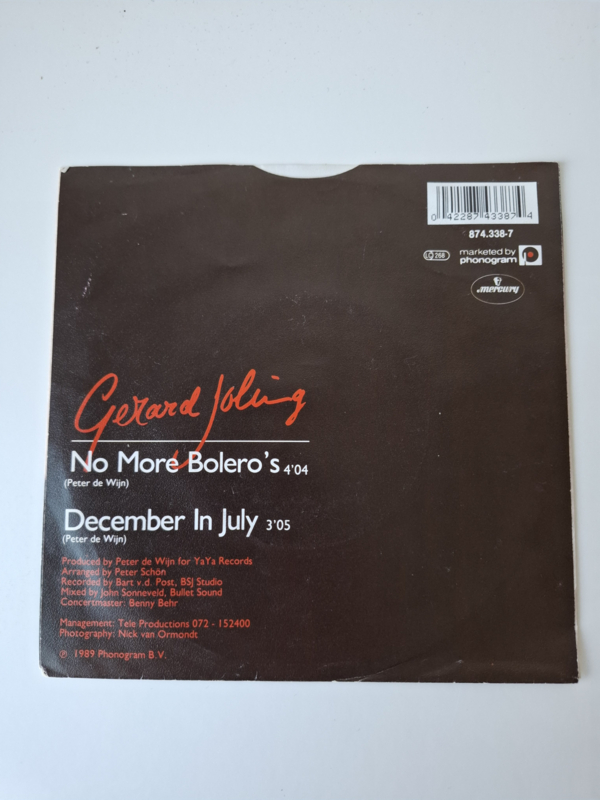 0 42287 43387 4
874.338-7
LC 268
marketed by
phonogram
mercury
Gerard Joling
No More Bolero's 4'04
(Peter de Wijn)
December In July 3'05
(Peter de Wijn)
Produced by Peter de Wijn for YaYa Records
Arranged by Peter Schön
Recorded by Bart v.d. Post, BSJ Studio
Mixed by John Sonneveld, Bullet Sound
Concertmaster: Benny Behr
Management: Tele Productions 072 - 152400
Photography: Nick van Ormondt
℗ 1989 Phonogram B.V.